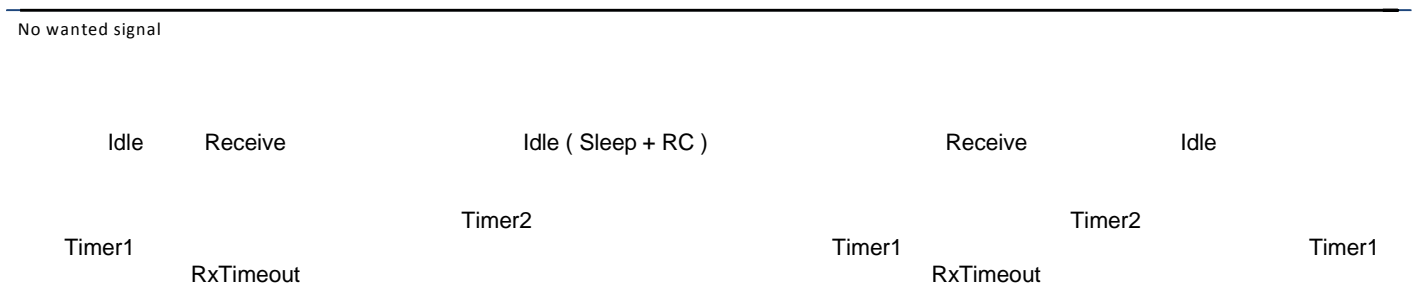 No wanted signal
Idle Receive Idle ( Sleep + RC ) Receive Idle
Timer2 Timer2
Timer1 Timer1 Timer1
RxTimeout RxTimeout